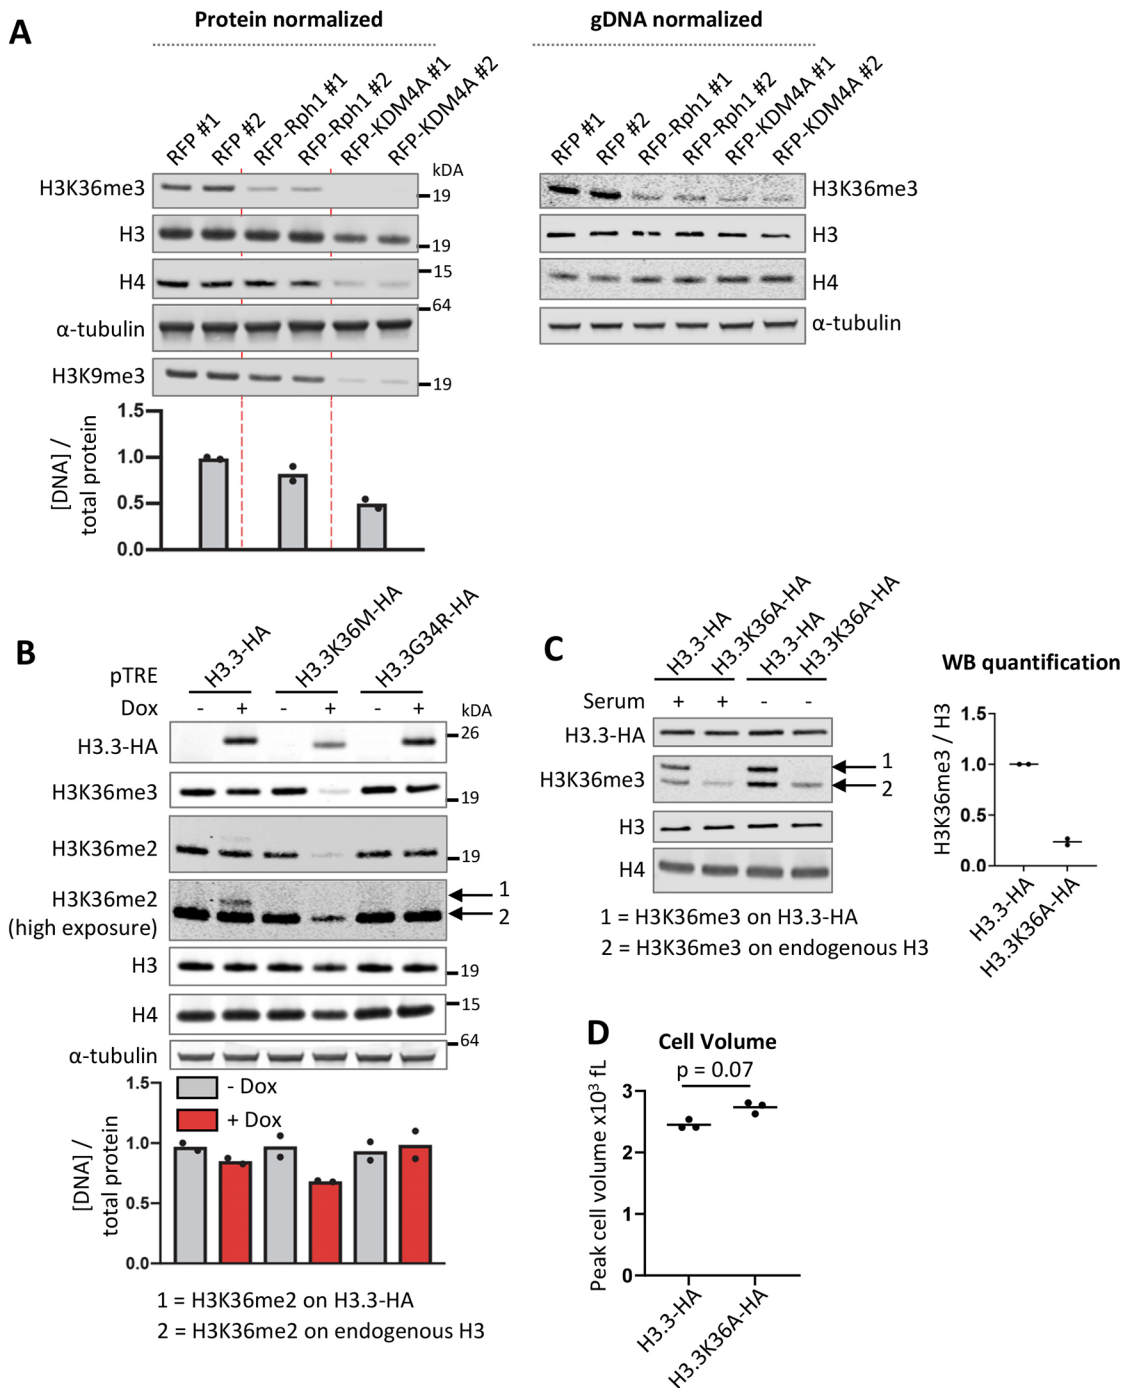 A
Protein normalized
gDNA normalized
RFP #1
RFP #2
RFP-Rph1 #1
RFP-Rph1 #2
RFP-KDM4A #1
RFP-KDM4A #2
RFP #1
RFP #2
RFP-Rph1 #1
RFP-Rph1 #2
RFP-KDM4A #1
RFP-KDM4A #2
kDA
H3K36me3
19
H3K36me3
H3
19
H3
H4
15
H4
α-tubulin
64
α-tubulin
H3K9me3
19
[DNA] /
total protein
1.5
1.0
0.5
0.0
B
pTRE
H3.3-HA
H3.3K36M-HA
H3.3G34R-HA
Dox
- + - + - +
kDA
H3.3-HA
26
H3K36me3
19
H3K36me2
19
H3K36me2
(high exposure)
1
2
H3
19
H4
15
α-tubulin
64
- Dox
+ Dox
[DNA] /
total protein
1.5
1.0
0.5
0.0
1 = H3K36me2 on H3.3-HA
2 = H3K36me2 on endogenous H3
C
H3.3-HA
H3.3K36A-HA
H3.3-HA
H3.3K36A-HA
Serum
+ + - -
H3.3-HA
H3K36me3
1
2
H3
H4
1 = H3K36me3 on H3.3-HA
2 = H3K36me3 on endogenous H3
WB quantification
H3K36me3 / H3
1.5
1.0
0.5
0.0
H3.3-HA
H3.3K36A-HA
D
Cell Volume
p = 0.07
Peak cell volume x10³ fL
3
2
1
0
H3.3-HA
H3.3K36A-HA